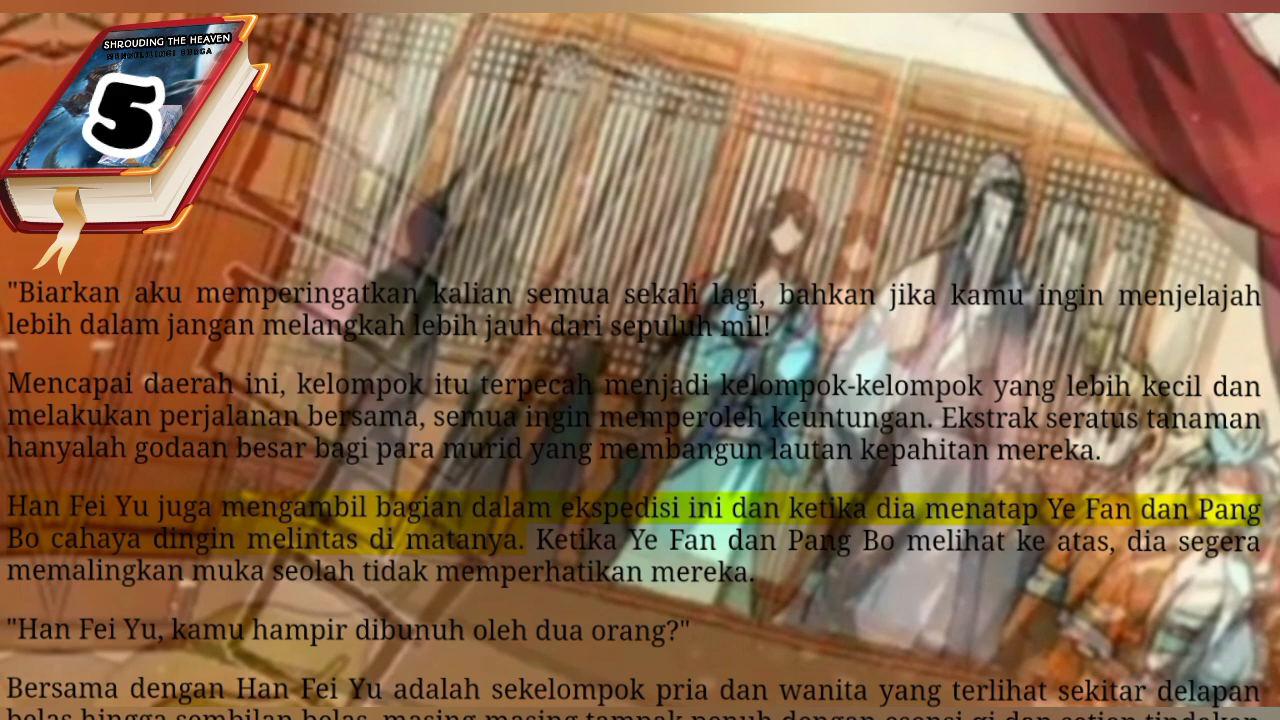 SHROUDING THE HEAVEN
5
"Biarkan aku memperingatkan kalian semua sekali lagi, bahkan jika kamu ingin menjelajah
lebih dalam jangan melangkah lebih jauh dari sepuluh mil!
Mencapai daerah ini, kelompok itu terpecah menjadi kelompok-kelompok yang lebih kecil dan
melakukan perjalanan bersama, semua ingin memperoleh keuntungan. Ekstrak seratus tanaman
hanyalah godaan besar bagi para murid yang membangun lautan kepahitan mereka.
Han Fei Yu juga mengambil bagian dalam ekspedisi ini dan ketika dia menatap Ye Fan dan Pang
Bo cahaya dingin melintas di matanya. Ketika Ye Fan dan Pang Bo melihat ke atas, dia segera
memalingkan muka seolah tidak memperhatikan mereka.
"Han Fei Yu, kamu hampir dibunuh oleh dua orang?"
Bersama dengan Han Fei Yu adalah sekelompok pria dan wanita yang terlihat sekitar delapan